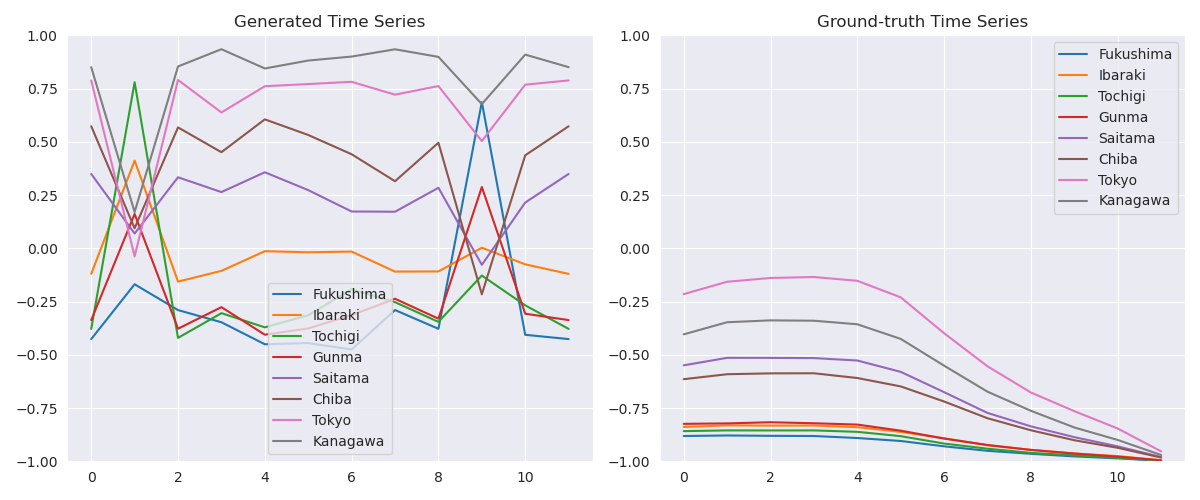 Generated Time Series
1.00
0.75
0.50
0.25
0.00
−0.25
−0.50
−0.75
−1.00
0 2 4 6 8 10
Fukushima
Ibaraki
Tochigi
Gunma
Saitama
Chiba
Tokyo
Kanagawa
Ground-truth Time Series
1.00
0.75
0.50
0.25
0.00
−0.25
−0.50
−0.75
−1.00
0 2 4 6 8 10
Fukushima
Ibaraki
Tochigi
Gunma
Saitama
Chiba
Tokyo
Kanagawa